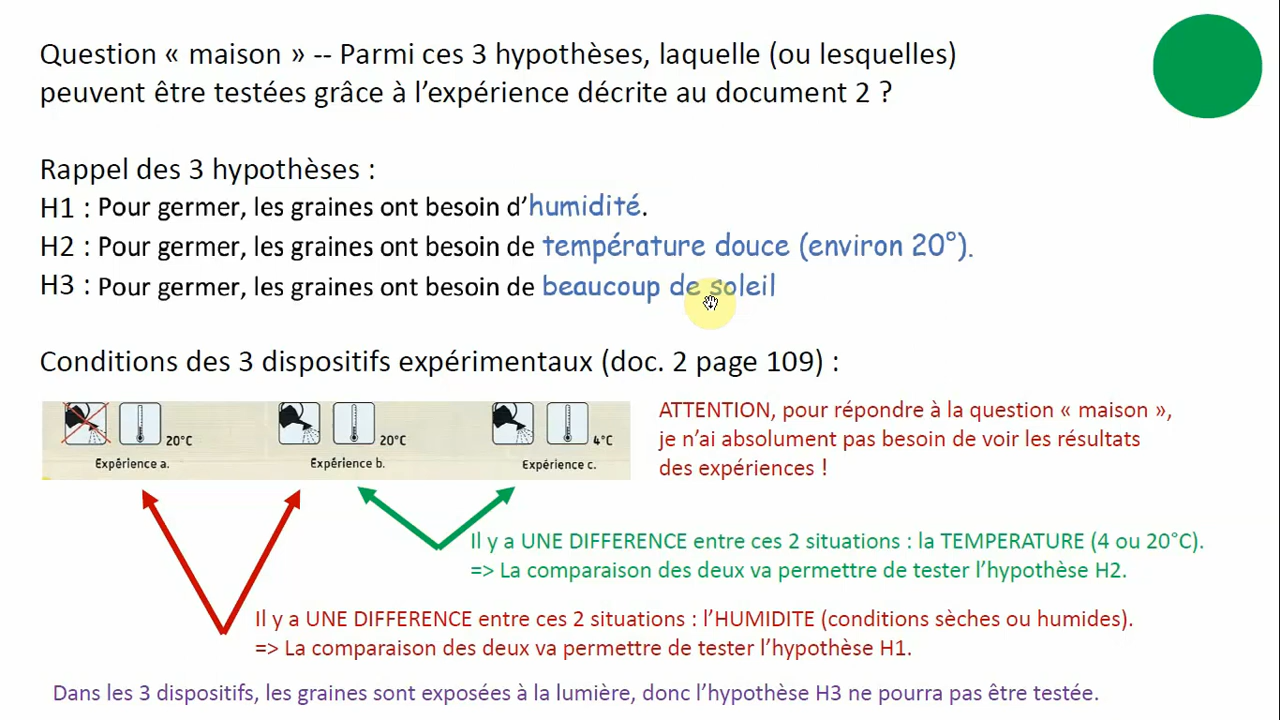 Question « maison » -- Parmi ces 3 hypothèses, laquelle (ou lesquelles)
peuvent être testées grâce à l’expérience décrite au document 2 ?
Rappel des 3 hypothèses :
H1 : Pour germer, les graines ont besoin d’humidité.
H2 : Pour germer, les graines ont besoin de température douce (environ 20°).
H3 : Pour germer, les graines ont besoin de beaucoup de soleil
Conditions des 3 dispositifs expérimentaux (doc. 2 page 109) :
20°C
20°C
4°C
Expérience a.
Expérience b.
Expérience c.
ATTENTION, pour répondre à la question « maison »,
je n’ai absolument pas besoin de voir les résultats
des expériences !
Il y a UNE DIFFERENCE entre ces 2 situations : la TEMPERATURE (4 ou 20°C).
=> La comparaison des deux va permettre de tester l’hypothèse H2.
Il y a UNE DIFFERENCE entre ces 2 situations : l’HUMIDITE (conditions sèches ou humides).
=> La comparaison des deux va permettre de tester l’hypothèse H1.
Dans les 3 dispositifs, les graines sont exposées à la lumière, donc l’hypothèse H3 ne pourra pas être testée.